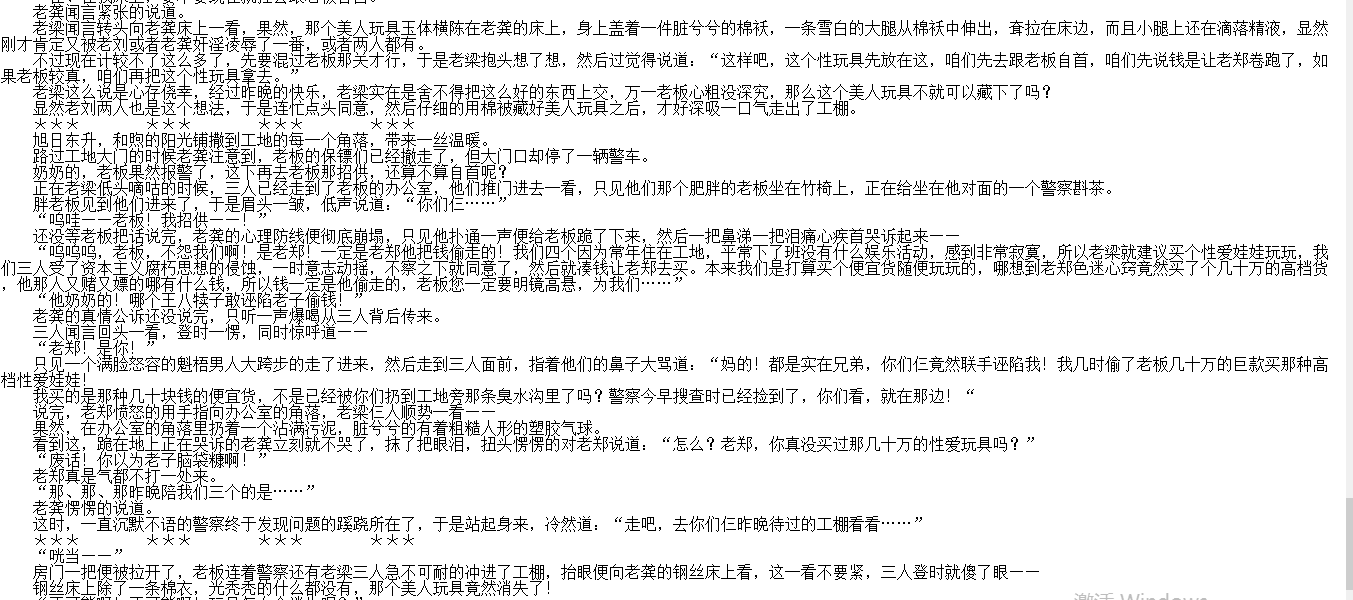 老龚闻言紧张的说道。
老梁闻言转头向老龚床上一看，果然，那个美人玩具玉体横陈在老龚的床上，身上盖着一件脏兮兮的棉袄，一条雪白的大腿从棉袄中伸出，耷拉在床边，而且小腿上还在滴落精液，显然
刚才肯定又被老刘或者老龚奸淫凌辱了一番，或者两人都有。
不过现在计较不了这么多了，先要混过老板那关才行，于是老梁抱头想了想，然后过觉得说道：“这样吧，这个性玩具先放在这，咱们先去跟老板自首，咱们先说钱是让老郑卷跑了，如
果老板较真，咱们再把这个性玩具拿去。”
老梁这么说是心存侥幸，经过昨晚的快乐，老梁实在是舍不得把这么好的东西上交，万一老板心粗没深究，那么这个美人玩具不就可以藏下了吗？
显然老刘两人也是这个想法，于是连忙点头同意，然后仔细的用棉被藏好美人玩具之后，才好深吸一口气走出了工棚。
★★★ ★★★ ★★★ ★★★
旭日东升，和煦的阳光铺撒到工地的每一个角落，带来一丝温暖。
路过工地大门的时候老龚注意到，老板的保镖们已经撤走了，但大门口却停了一辆警车。
奶奶的，老板果然报警了，这下再去老板那招供，还算不算自首呢？
正在老梁低头嘀咕的时候，三人已经走到了老板的办公室，他们推门进去一看，只见他们那个肥胖的老板坐在竹椅上，正在给坐在他对面的一个警察斟茶。
胖老板见到他们进来了，于是眉头一皱，低声说道：“你们仨……”
“呜哇——老板！我招供——！”
还没等老板把话说完，老龚的心理防线便彻底崩塌，只见他扑通一声便给老板跪了下来，然后一把鼻涕一把泪痛心疾首哭诉起来——
“呜呜呜，老板，不怨我们啊！是老郑！一定是老郑他把钱偷走的！我们四个因为常年住在工地，平常下了班没有什么娱乐活动，感到非常寂寞，所以老梁就建议买个性爱娃娃玩玩，我
们三人受了资本主义腐朽思想的侵蚀，一时意志动摇，不察之下就同意了，然后就凑钱让老郑去买。本来我们是打算买个便宜货随便玩玩的，哪想到老郑色迷心窍竟然买了个几十万的高档货
，他那人又赌又嫖的哪有什么钱，所以钱一定是他偷走的，老板您一定要明镜高悬，为我们……”
“他奶奶的！哪个王八犊子敢诬陷老子偷钱！”
老龚的真情公诉还没说完，只听一声爆喝从三人背后传来。
三人闻言回头一看，登时一愣，同时惊呼道——
“老郑！是你！”
只见一个满脸怒容的魁梧男人大跨步的走了进来，然后走到三人面前，指着他们的鼻子大骂道：“妈的！都是实在兄弟，你们仨竟然联手诬陷我！我几时偷了老板几十万的巨款买那种高
档性爱娃娃！
我买的是那种几十块钱的便宜货，不是已经被你们扔到工地旁那条臭水沟里了吗？警察今早搜查时已经捡到了，你们看，就在那边！“
说完，老郑愤怒的用手指向办公室的角落，老梁仨人顺势一看——
果然，在办公室的角落里扔着一个沾满污泥，脏兮兮的有着粗糙人形的塑胶气球。
看到这，跪在地上正在哭诉的老龚立刻就不哭了，抹了把眼泪，扭头愣愣的对老郑说道：“怎么？老郑，你真没买过那几十万的性爱玩具吗？”
“废话！你以为老子脑袋糠啊！”
老郑真是气都不打一处来。
“那、那、那昨晚陪我们三个的是……”
老龚愣愣的说道。
这时，一直沉默不语的警察终于发现问题的蹊跷所在了，于是站起身来，冷然道：“走吧，去你们仨昨晚待过的工棚看看……”
★★★ ★★★ ★★★ ★★★
“咣当——”
房门一把便被拉开了，老板连着警察还有老梁三人急不可耐的冲进了工棚，抬眼便向老龚的钢丝床上看，这一看不要紧，三人登时就傻了眼——
钢丝床上除了一条棉衣，光秃秃的什么都没有，那个美人玩具竟然消失了！